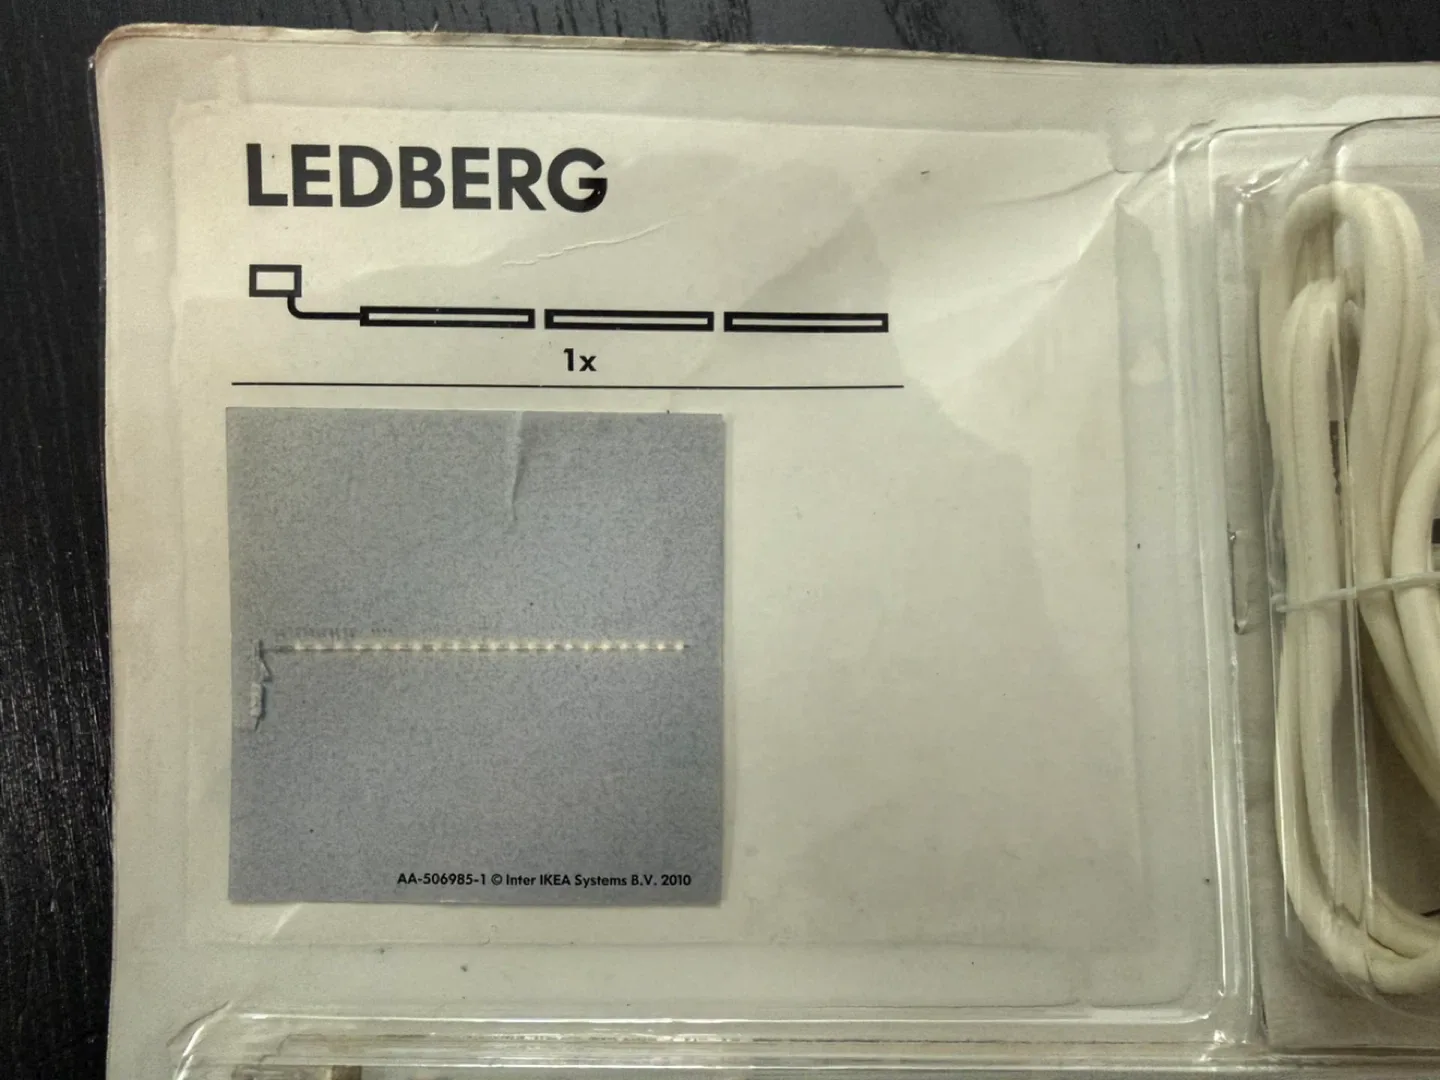 LEDBERG
1x
AA-506985-1 © Inter IKEA Systems B.V. 2010